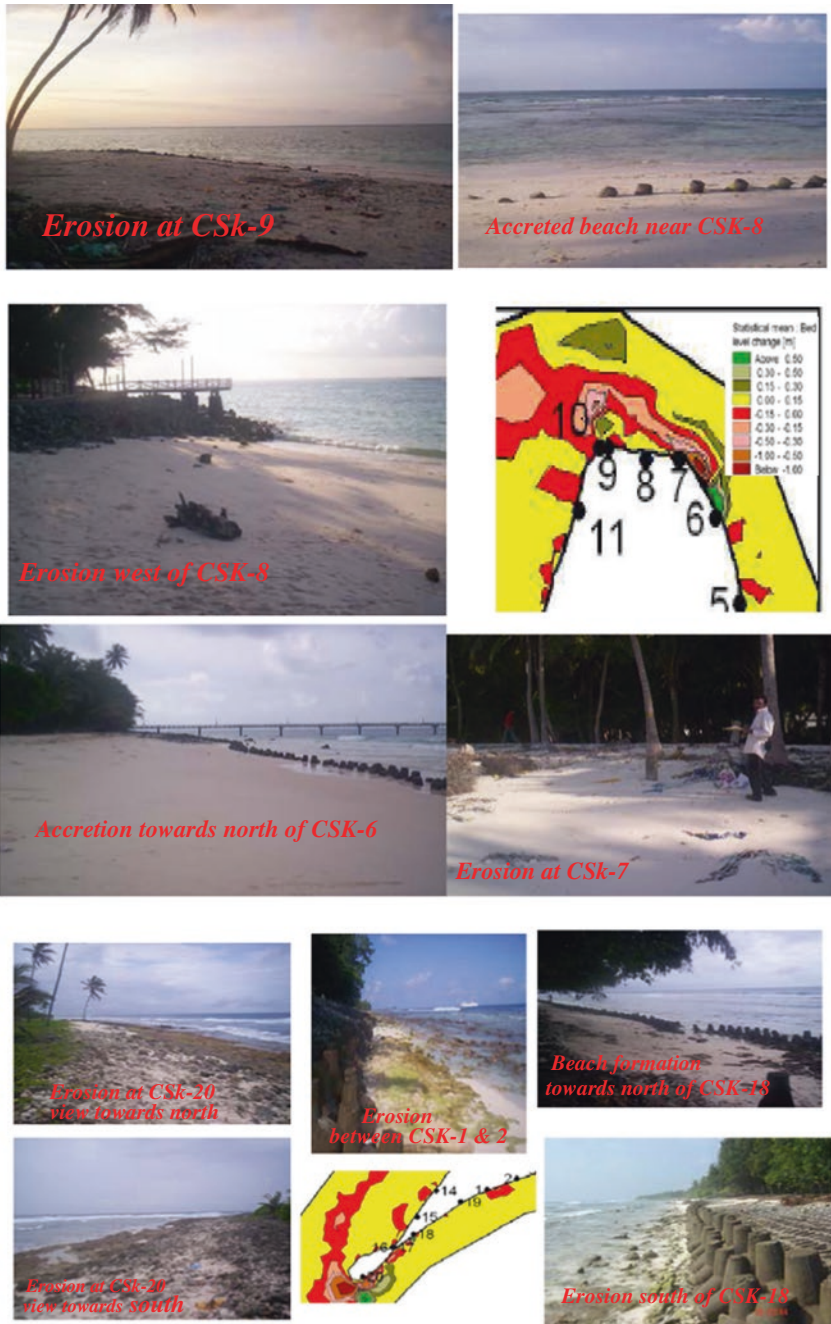 Erosion at CSk-9
Accreted beach near CSK-8
Erosion west of CSK-8
Statistical mean : Bed
level change [m]
Above 0.50
0.30 - 0.50
0.15 - 0.30
0.00 - 0.15
-0.15 - 0.00
-0.30 - -0.15
-0.50 - -0.30
-1.00 - -0.50
Below -1.00
10
9
8
7
6
11
5
Accretion towards north of CSK-6
Erosion at CSk-7
Erosion at CSk-20
view towards north
Erosion
between CSK-1 & 2
Beach formation
towards north of CSK-18
Erosion at CSk-20
view towards south
14
1
2
19
15
18
16
17
Erosion south of CSK-18